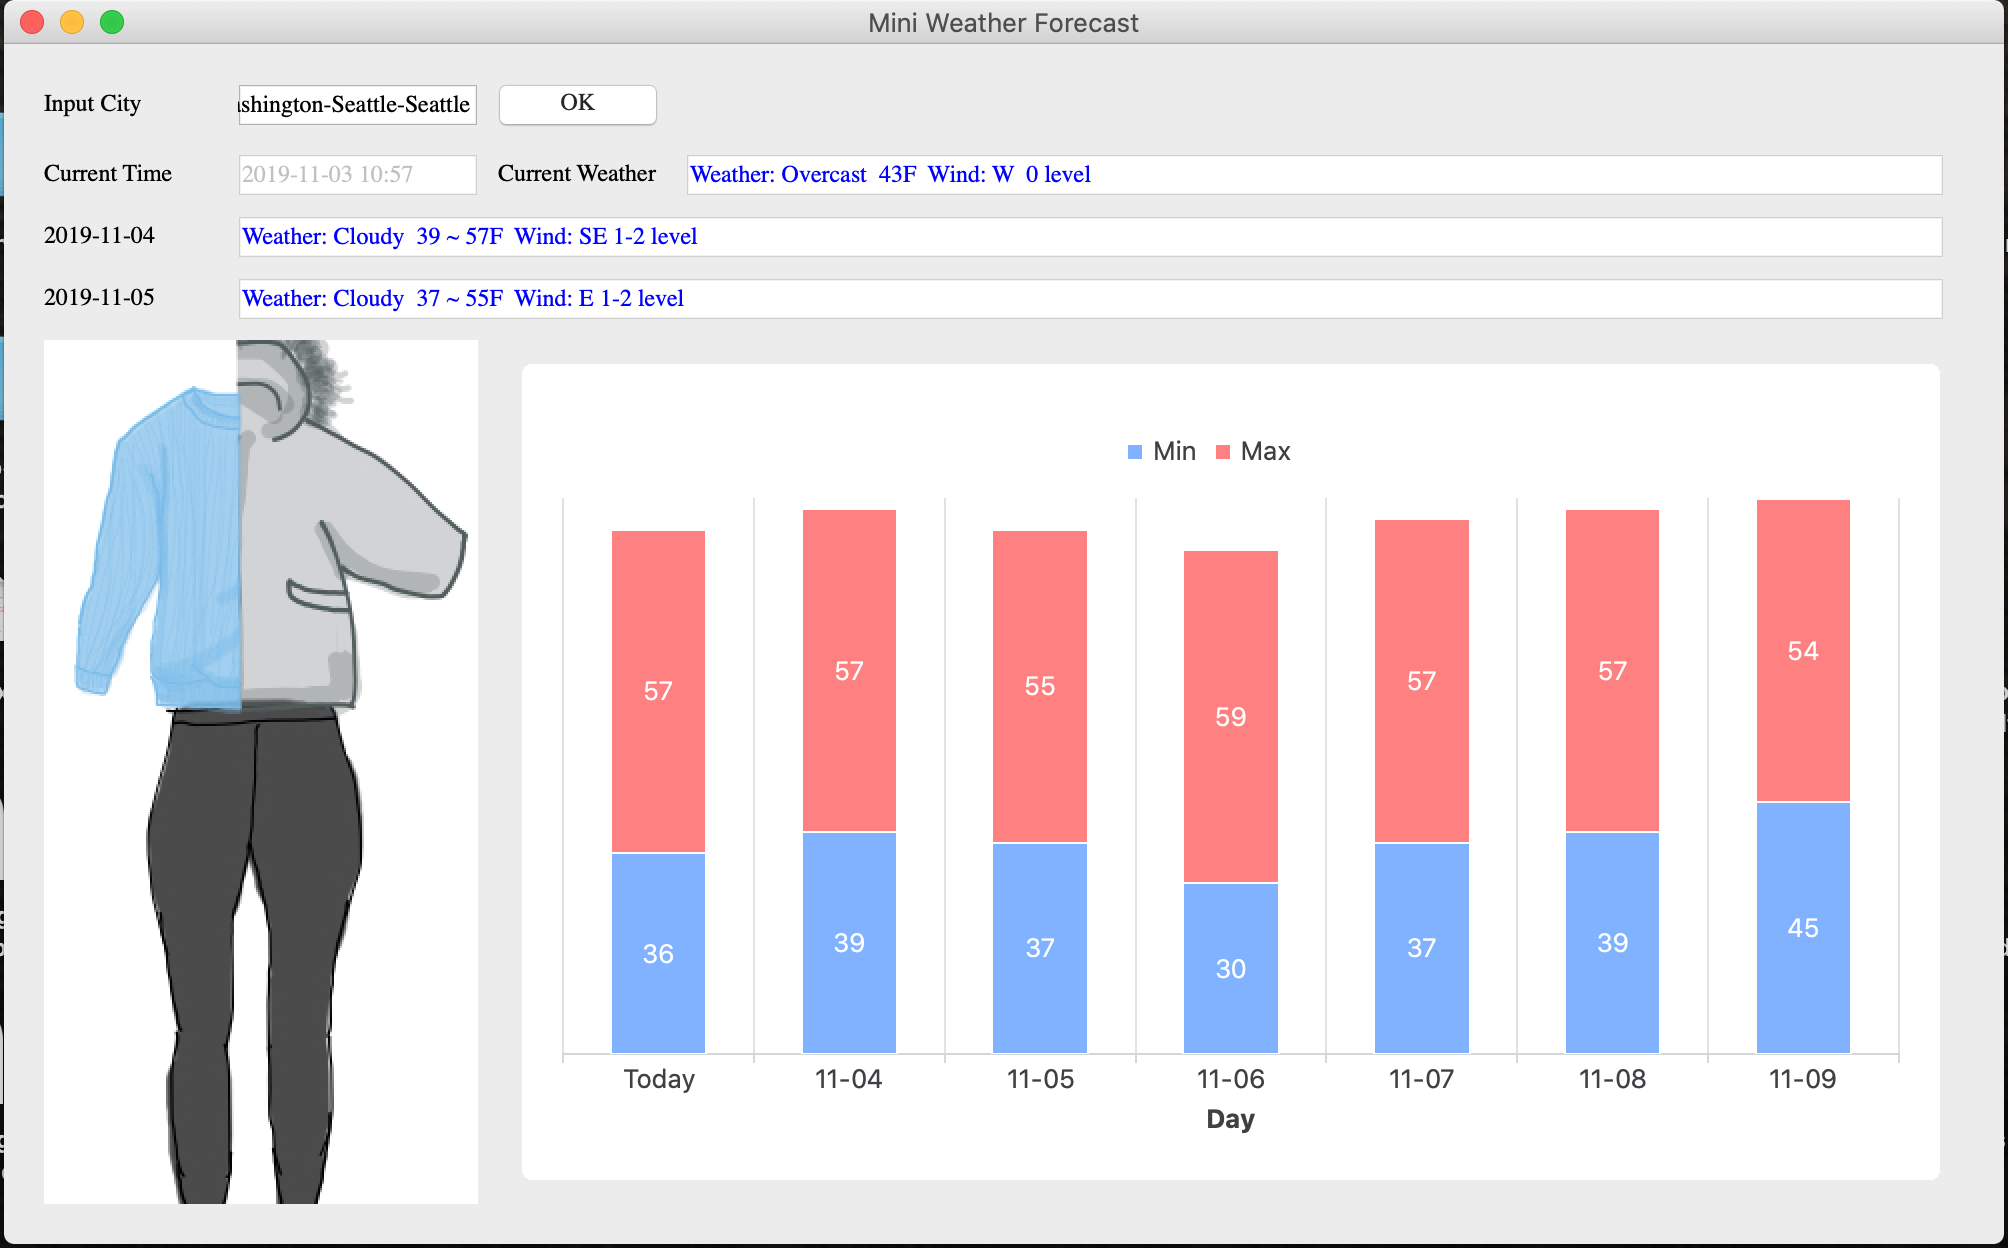 Mini Weather Forecast
Input City shington-Seattle-Seattle OK
Current Time 2019-11-03 10:57 Current Weather Weather: Overcast 43F Wind: W 0 level
2019-11-04 Weather: Cloudy 39 ~ 57F Wind: SE 1-2 level
2019-11-05 Weather: Cloudy 37 ~ 55F Wind: E 1-2 level
Min Max
57 57 55 59 57 57 54
36 39 37 30 37 39 45
Today 11-04 11-05 11-06 11-07 11-08 11-09
Day